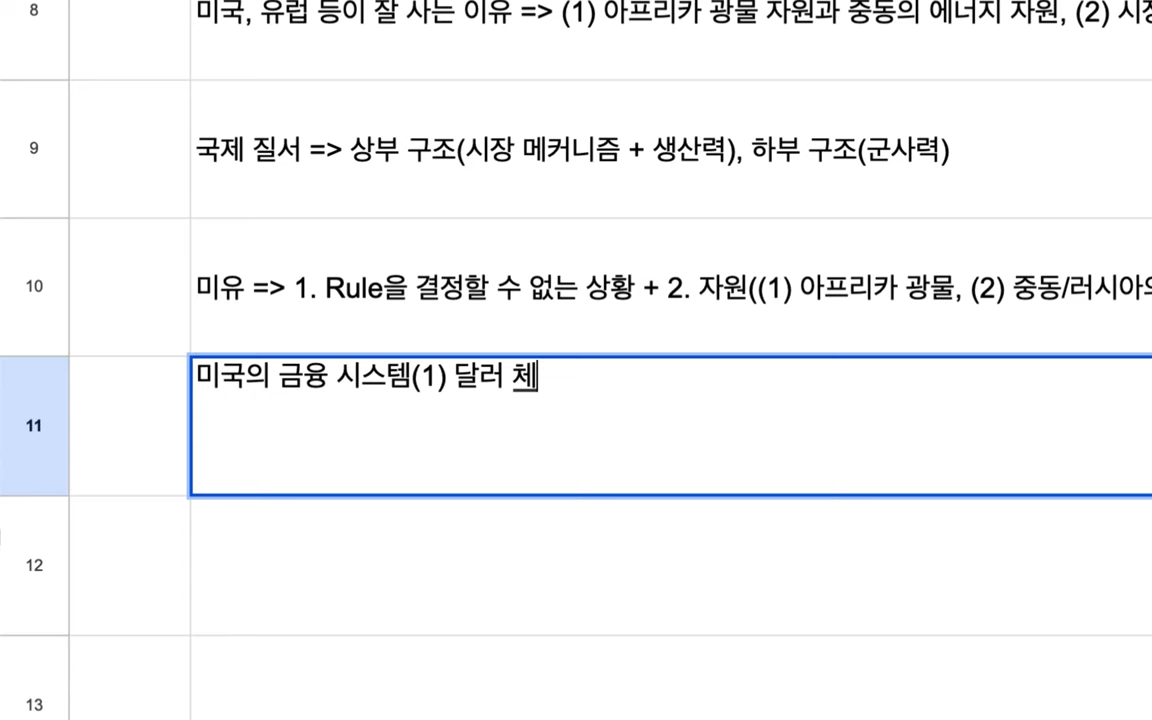 8 미국, 유럽 등이 잘 사는 이유 => (1) 아프리카 광물 자원과 중동의 에너지 자원, (2)
9 국제 질서 => 상부 구조(시장 메커니즘 + 생산력), 하부 구조(군사력)
10 미유 => 1. Rule을 결정할 수 없는 상황 + 2. 자원((1) 아프리카 광물, (2) 중동/러시아의
11 미국의 금융 시스템(1) 달러 체
12
13